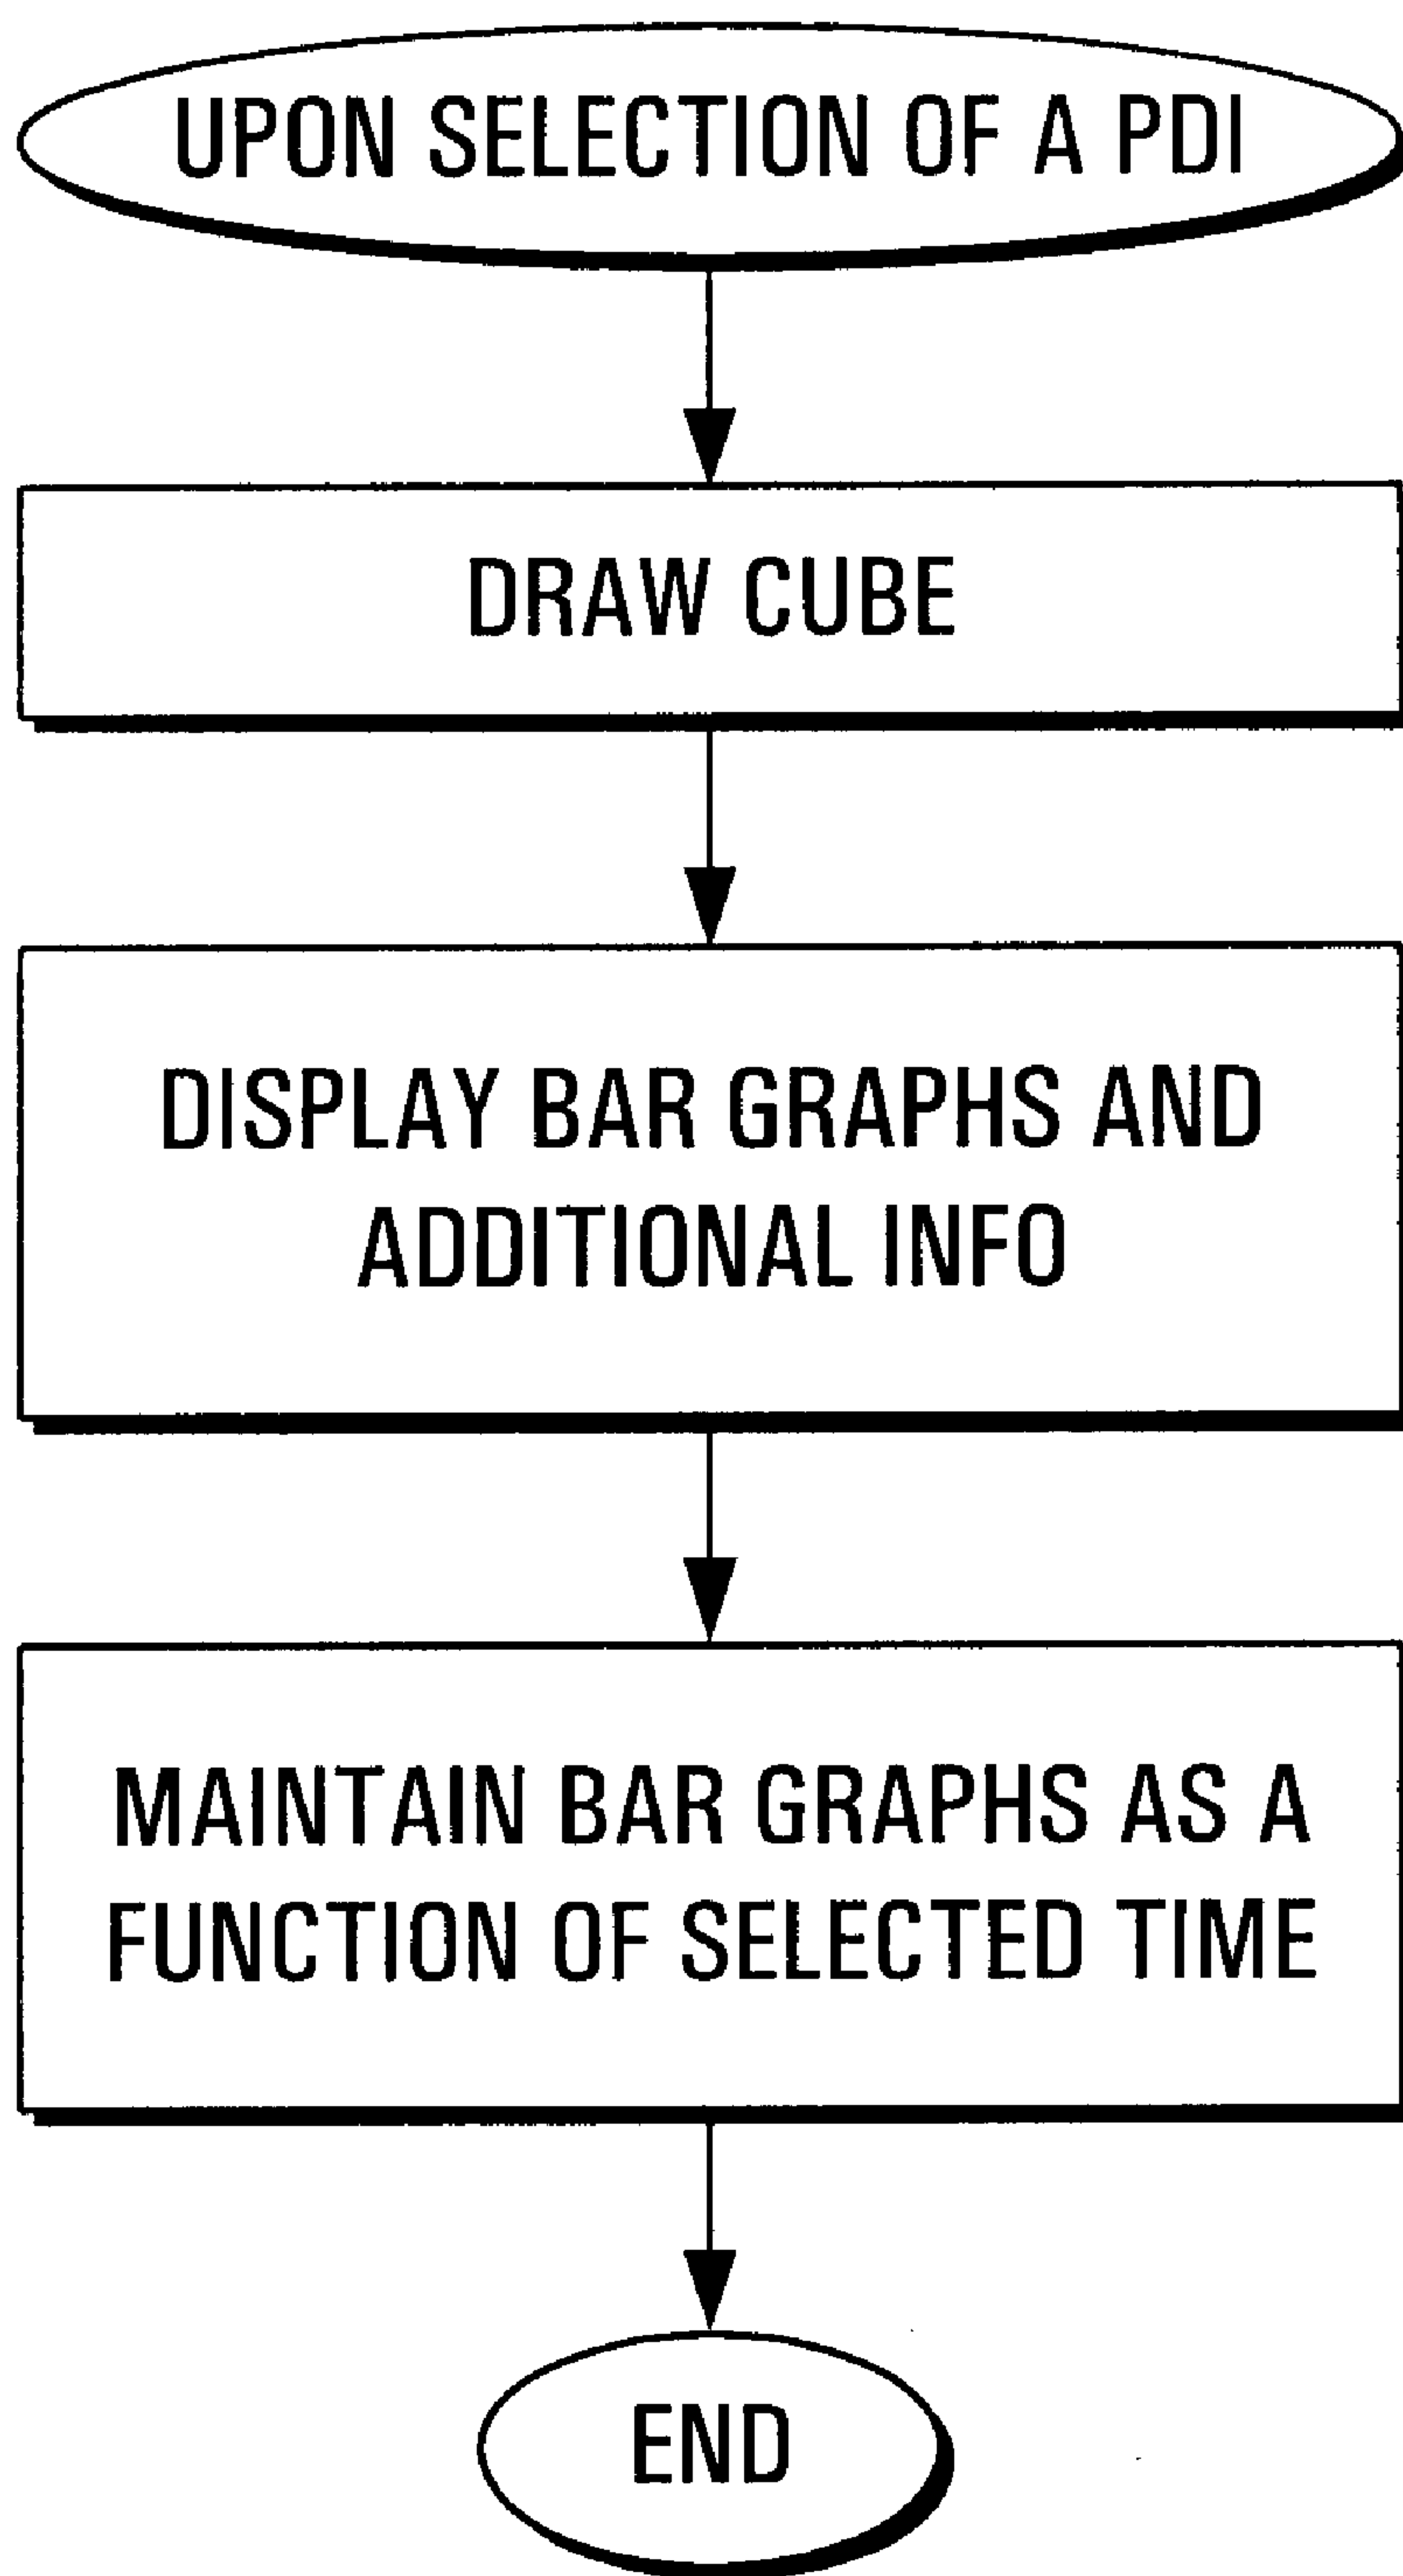 UPON SELECTION OF A PDI
DRAW CUBE
DISPLAY BAR GRAPHS AND
ADDITIONAL INFO
MAINTAIN BAR GRAPHS AS A
FUNCTION OF SELECTED TIME
END